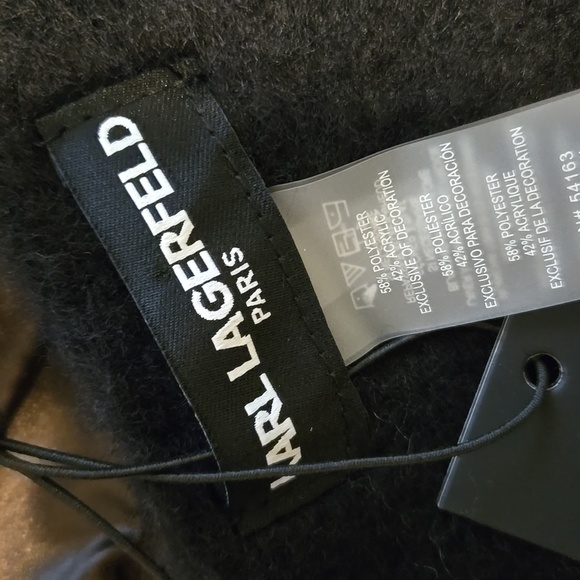 KARL LAGERFELD
PARIS
58% POLYESTER
42% ACRYLIC
EXCLUSIVE OF DECORATION
58% POLIESTER
42% ACRILICO
EXCLUSIVO PARA DECORACIÓN
58% POLYESTER
42% ACRYLIQUE
EXCLUSIF DE LA DECORATION
54163